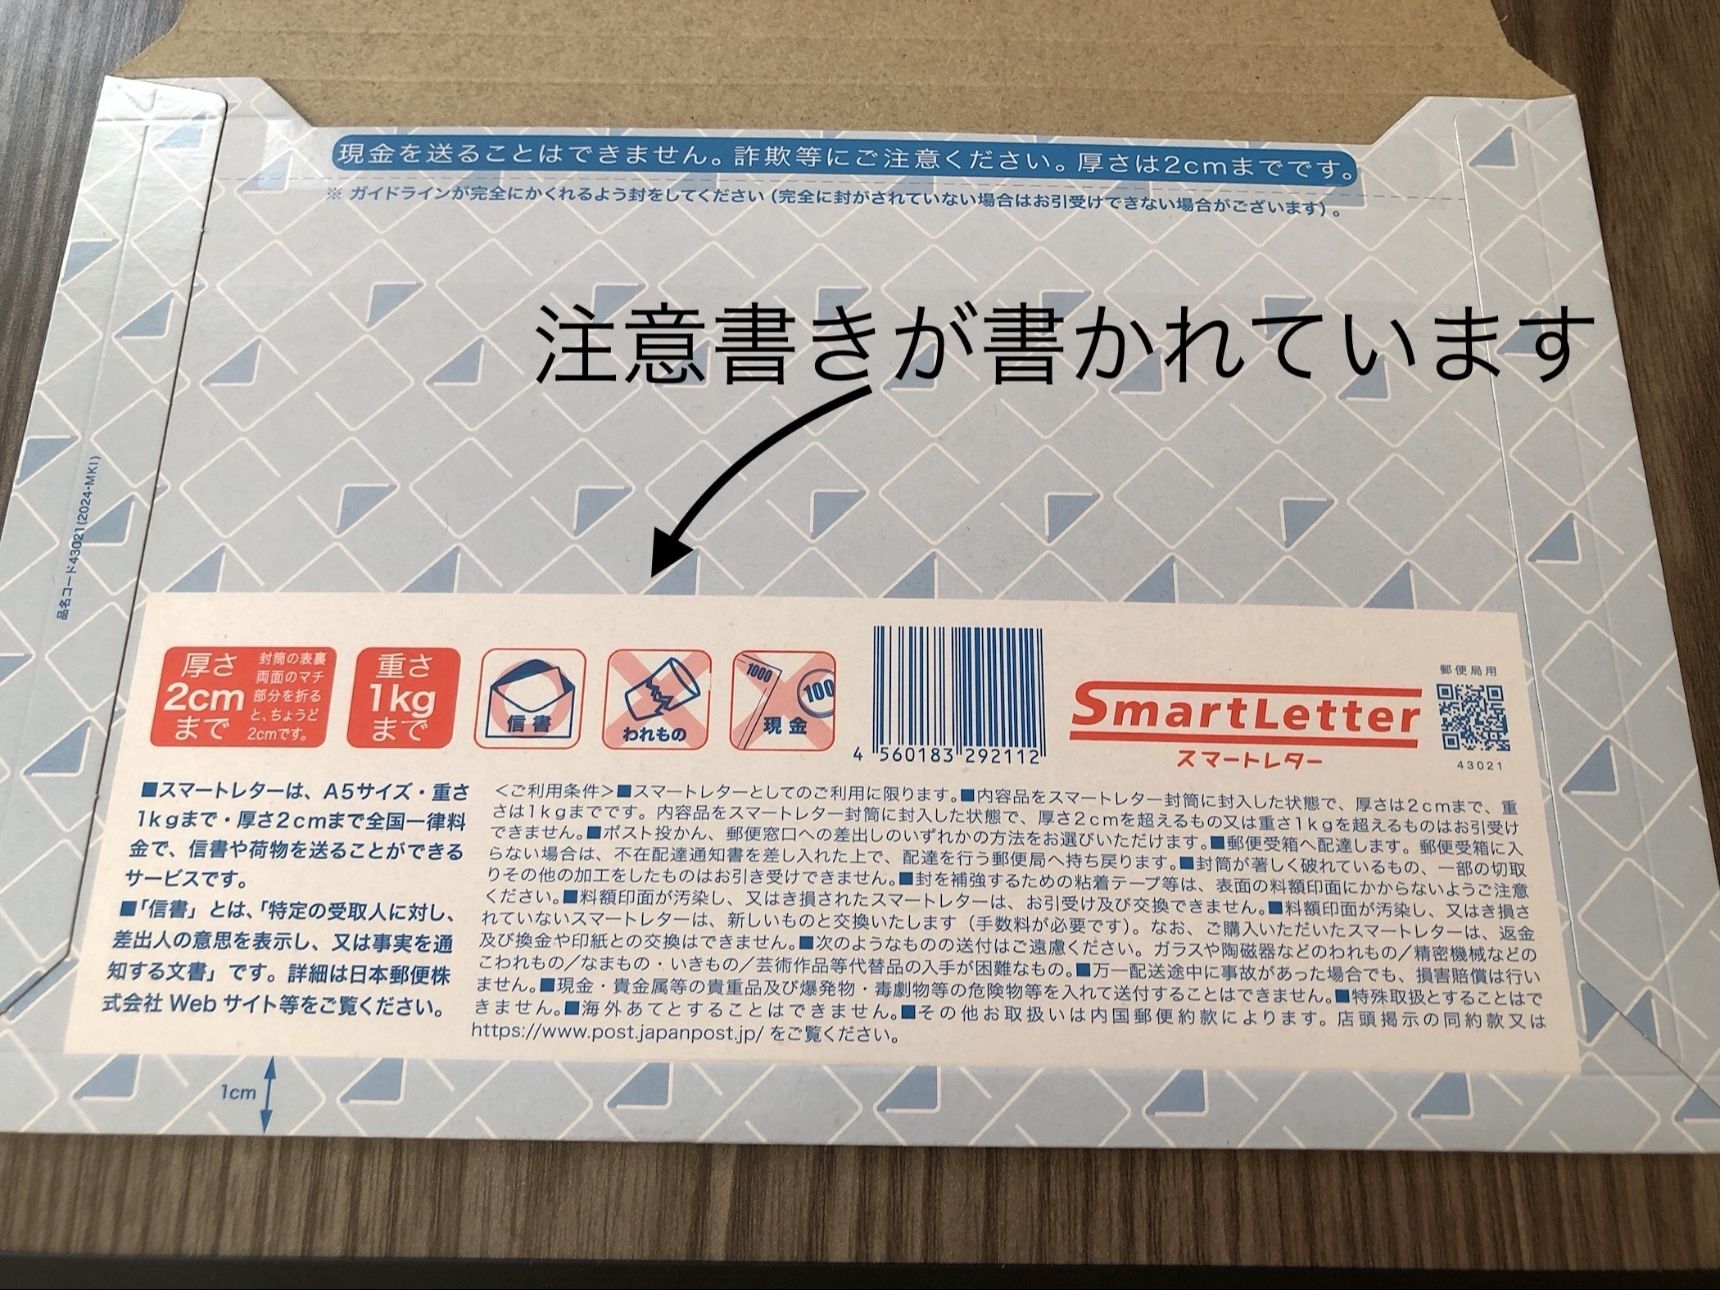 現金を送ることはできません。詐欺等にご注意ください。厚さは2cmまでです。
※ ガイドラインが完全にかくれるよう封をしてください（完全に封がされていない場合はお引受けできない場合がございます）。
注意書きが書かれています
品名コード43021(2024・MKI)
厚さ
2cm
まで
封筒の表裏
両面のマチ
部分を折る
と、ちょうど
2cmです。
重さ
1kg
まで
信書
われもの
1000
100
現金
4 560183 292112
SmartLetter
スマートレター
郵便局用
43021
■スマートレターは、A5サイズ・重さ
1kgまで・厚さ2cmまで全国一律料
金で、信書や荷物を送ることができる
サービスです。
■「信書」とは、「特定の受取人に対し、
差出人の意思を表示し、又は事実を通
知する文書」です。詳細は日本郵便株
式会社 Web サイト等をご覧ください。
＜ご利用条件＞■スマートレターとしてのご利用に限ります。■内容品をスマートレター封筒に封入した状態で、厚さは2cmまで、重
さは1kgまでです。内容品をスマートレター封筒に封入した状態で、厚さ2cmを超えるもの又は重さ1kgを超えるものはお引受け
できません。■ポスト投かん、郵便窓口への差出しのいずれかの方法をお選びいただけます。■郵便受箱へ配達します。郵便受箱に入
らない場合は、不在配達通知書を差し入れた上で、配達を行う郵便局へ持ち戻ります。■封筒が著しく破れているもの、一部の切取
りその他の加工をしたものはお引き受けできません。■封を補強するための粘着テープ等は、表面の料額印面にかからないようご注意
ください。■料額印面が汚染し、又はき損されたスマートレターは、お引受け及び交換できません。■料額印面が汚染し、又はき損さ
れていないスマートレターは、新しいものと交換いたします（手数料が必要です）。なお、ご購入いただいたスマートレターは、返金
及び換金や印紙との交換はできません。■次のようなものの送付はご遠慮ください。ガラスや陶磁器などのわれもの／精密機械などの
こわれもの／なまもの・いきもの／芸術作品等代替品の入手が困難なもの。■万一配送途中に事故があった場合でも、損害賠償は行い
ません。■現金・貴金属等の貴重品及び爆発物・毒劇物等の危険物等を入れて送付することはできません。■特殊取扱とすることはで
きません。■海外あてとすることはできません。■その他お取扱いは内国郵便約款によります。店頭掲示の同約款又は
https://www.post.japanpost.jp/ をご覧ください。
1cm